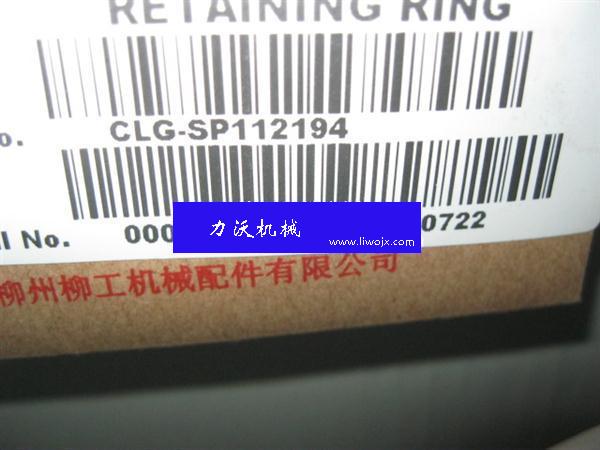 RETAINING RING
o.
CLG-SP112194
ll No.
000
0722
力沃机械
www.liwojx.com
柳州柳工机械配件有限公司